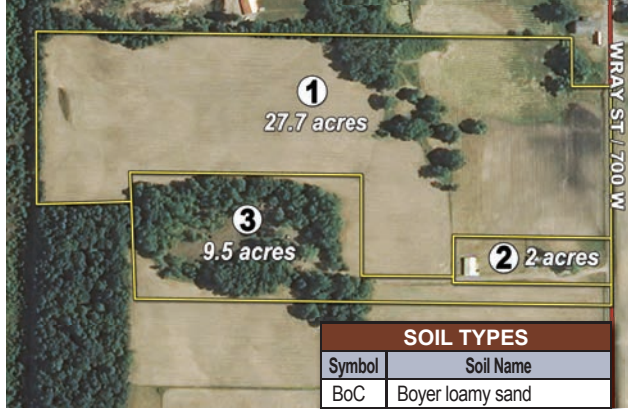 1
27.7 acres
WRAY ST / 700 W
3
9.5 acres
2 2 acres
SOIL TYPES
Symbol Soil Name
BoC Boyer loamy sand